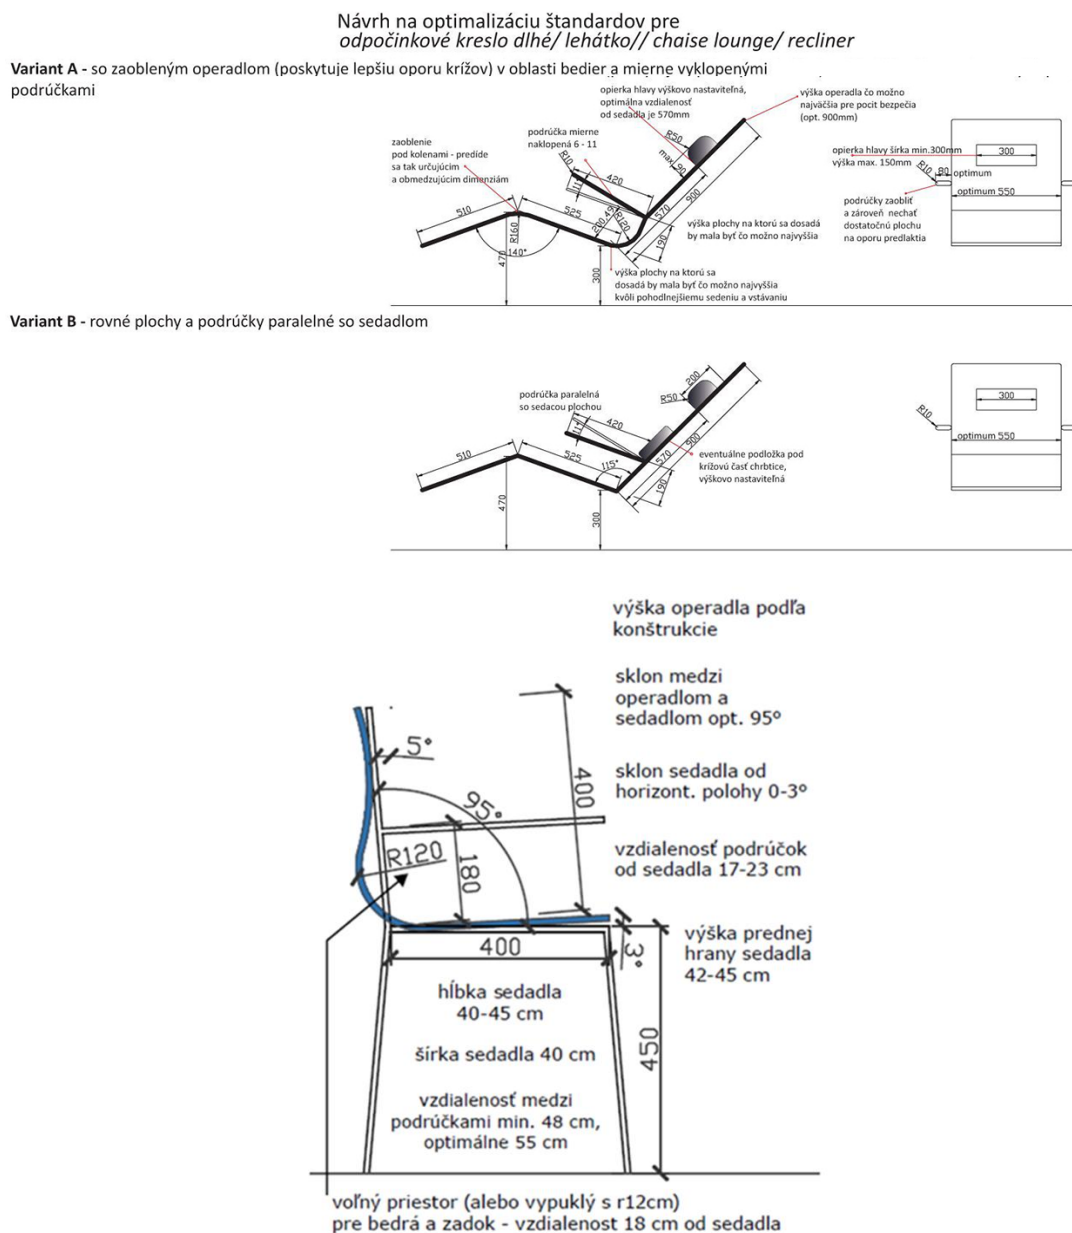 Návrh na optimalizáciu štandardov pre
odpočinkové kreslo dlhé/ lehátko// chaise lounge/ recliner
Variant A - so zaobleným operadlom (poskytuje lepšiu oporu krížov) v oblasti bedier a mierne vyklopenými
podrúčkami
opierka hlavy výškovo nastaviteľná,
optimálna vzdialenosť
od sedadla je 570mm
výška operadla čo možno
najväčšia pre pocit bezpečia
(opt. 900mm)
zaoblenie
pod kolenami - predíde
sa tak určujúcim
a obmedzujúcim dimenziám
podrúčka mierne
naklopená 6 - 11
opierka hlavy šírka min.300mm
výška max. 150mm
podrúčky zaobliť
a zároveň nechať
dostatočnú plochu
na oporu predlaktia
výška plochy na ktorú sa dosadá
by mala byť čo možno najvyššia
výška plochy na ktorú sa
dosadá by mala byť čo možno najvyššia
kvôli pohodlnejšiemu sedeniu a vstávaniu
R50
max. 90
R10
11°
420
510
525
R160
140°
470
R120
300
190
570
900
300
R10
80 optimum
optimum 550
Variant B - rovné plochy a podrúčky paralelné so sedadlom
podrúčka paralelná
so sedacou plochou
eventuálne podložka pod
krížovú časť chrbtice,
výškovo nastaviteľná
200
R50
11°
420
510
525
115°
470
300
190
570
900
300
R10
optimum 550
výška operadla podľa
konštrukcie
sklon medzi
operadlom a
sedadlom opt. 95°
sklon sedadla od
horizont. polohy 0-3°
vzdialenosť podrúčok
od sedadla 17-23 cm
výška prednej
hrany sedadla
42-45 cm
5°
95°
400
R120
180
400
3°
450
hĺbka sedadla
40-45 cm
šírka sedadla 40 cm
vzdialenosť medzi
podrúčkami min. 48 cm,
optimálne 55 cm
voľný priestor (alebo vypuklý s r12cm)
pre bedrá a zadok - vzdialenost 18 cm od sedadla